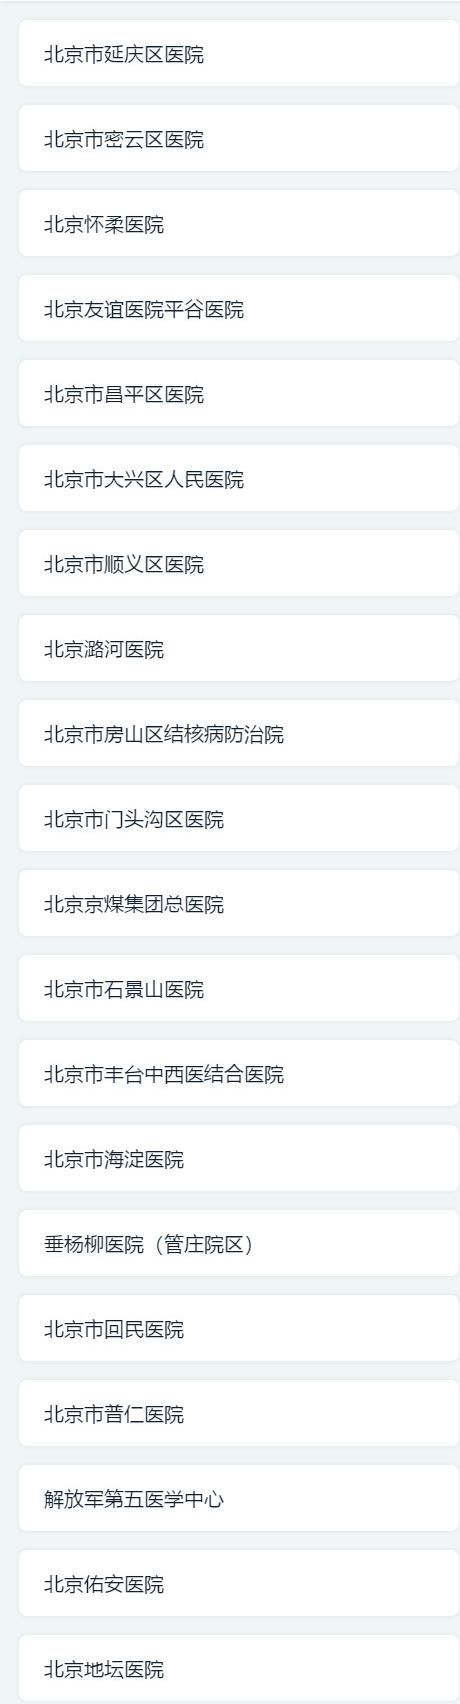 北京市延庆区医院
北京市密云区医院
北京怀柔医院
北京友谊医院平谷医院
北京市昌平区医院
北京市大兴区人民医院
北京市顺义区医院
北京潞河医院
北京市房山区结核病防治院
北京市门头沟区医院
北京京煤集团总医院
北京市石景山医院
北京市丰台中西医结合医院
北京市海淀医院
垂杨柳医院（管庄院区）
北京市回民医院
北京市普仁医院
解放军第五医学中心
北京佑安医院
北京地坛医院